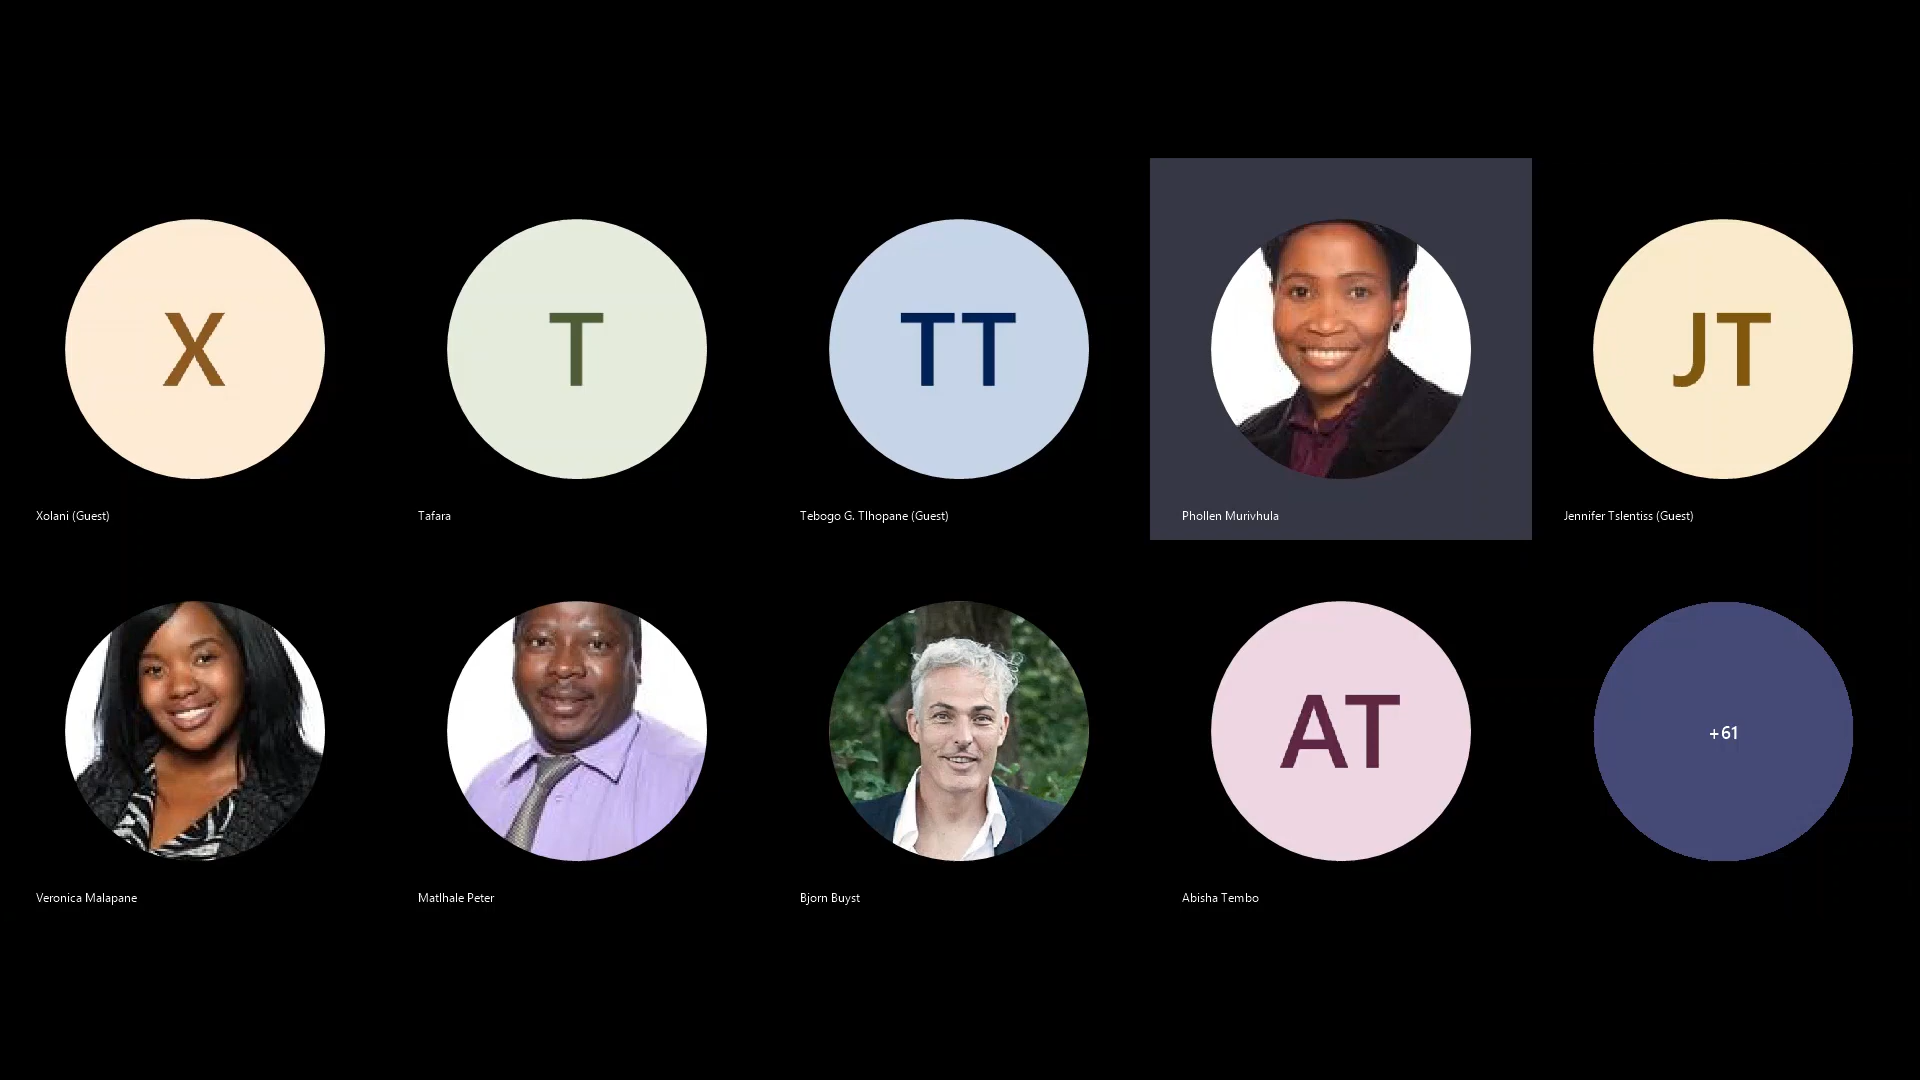 X
T
TT
JT
Xolani (Guest)
Tafara
Tebogo G. Tlhopane (Guest)
Phollen Murivhula
Jennifer Tslentiss (Guest)
AT
+61
Veronica Malapane
Matlhale Peter
Bjorn Buyst
Abisha Tembo